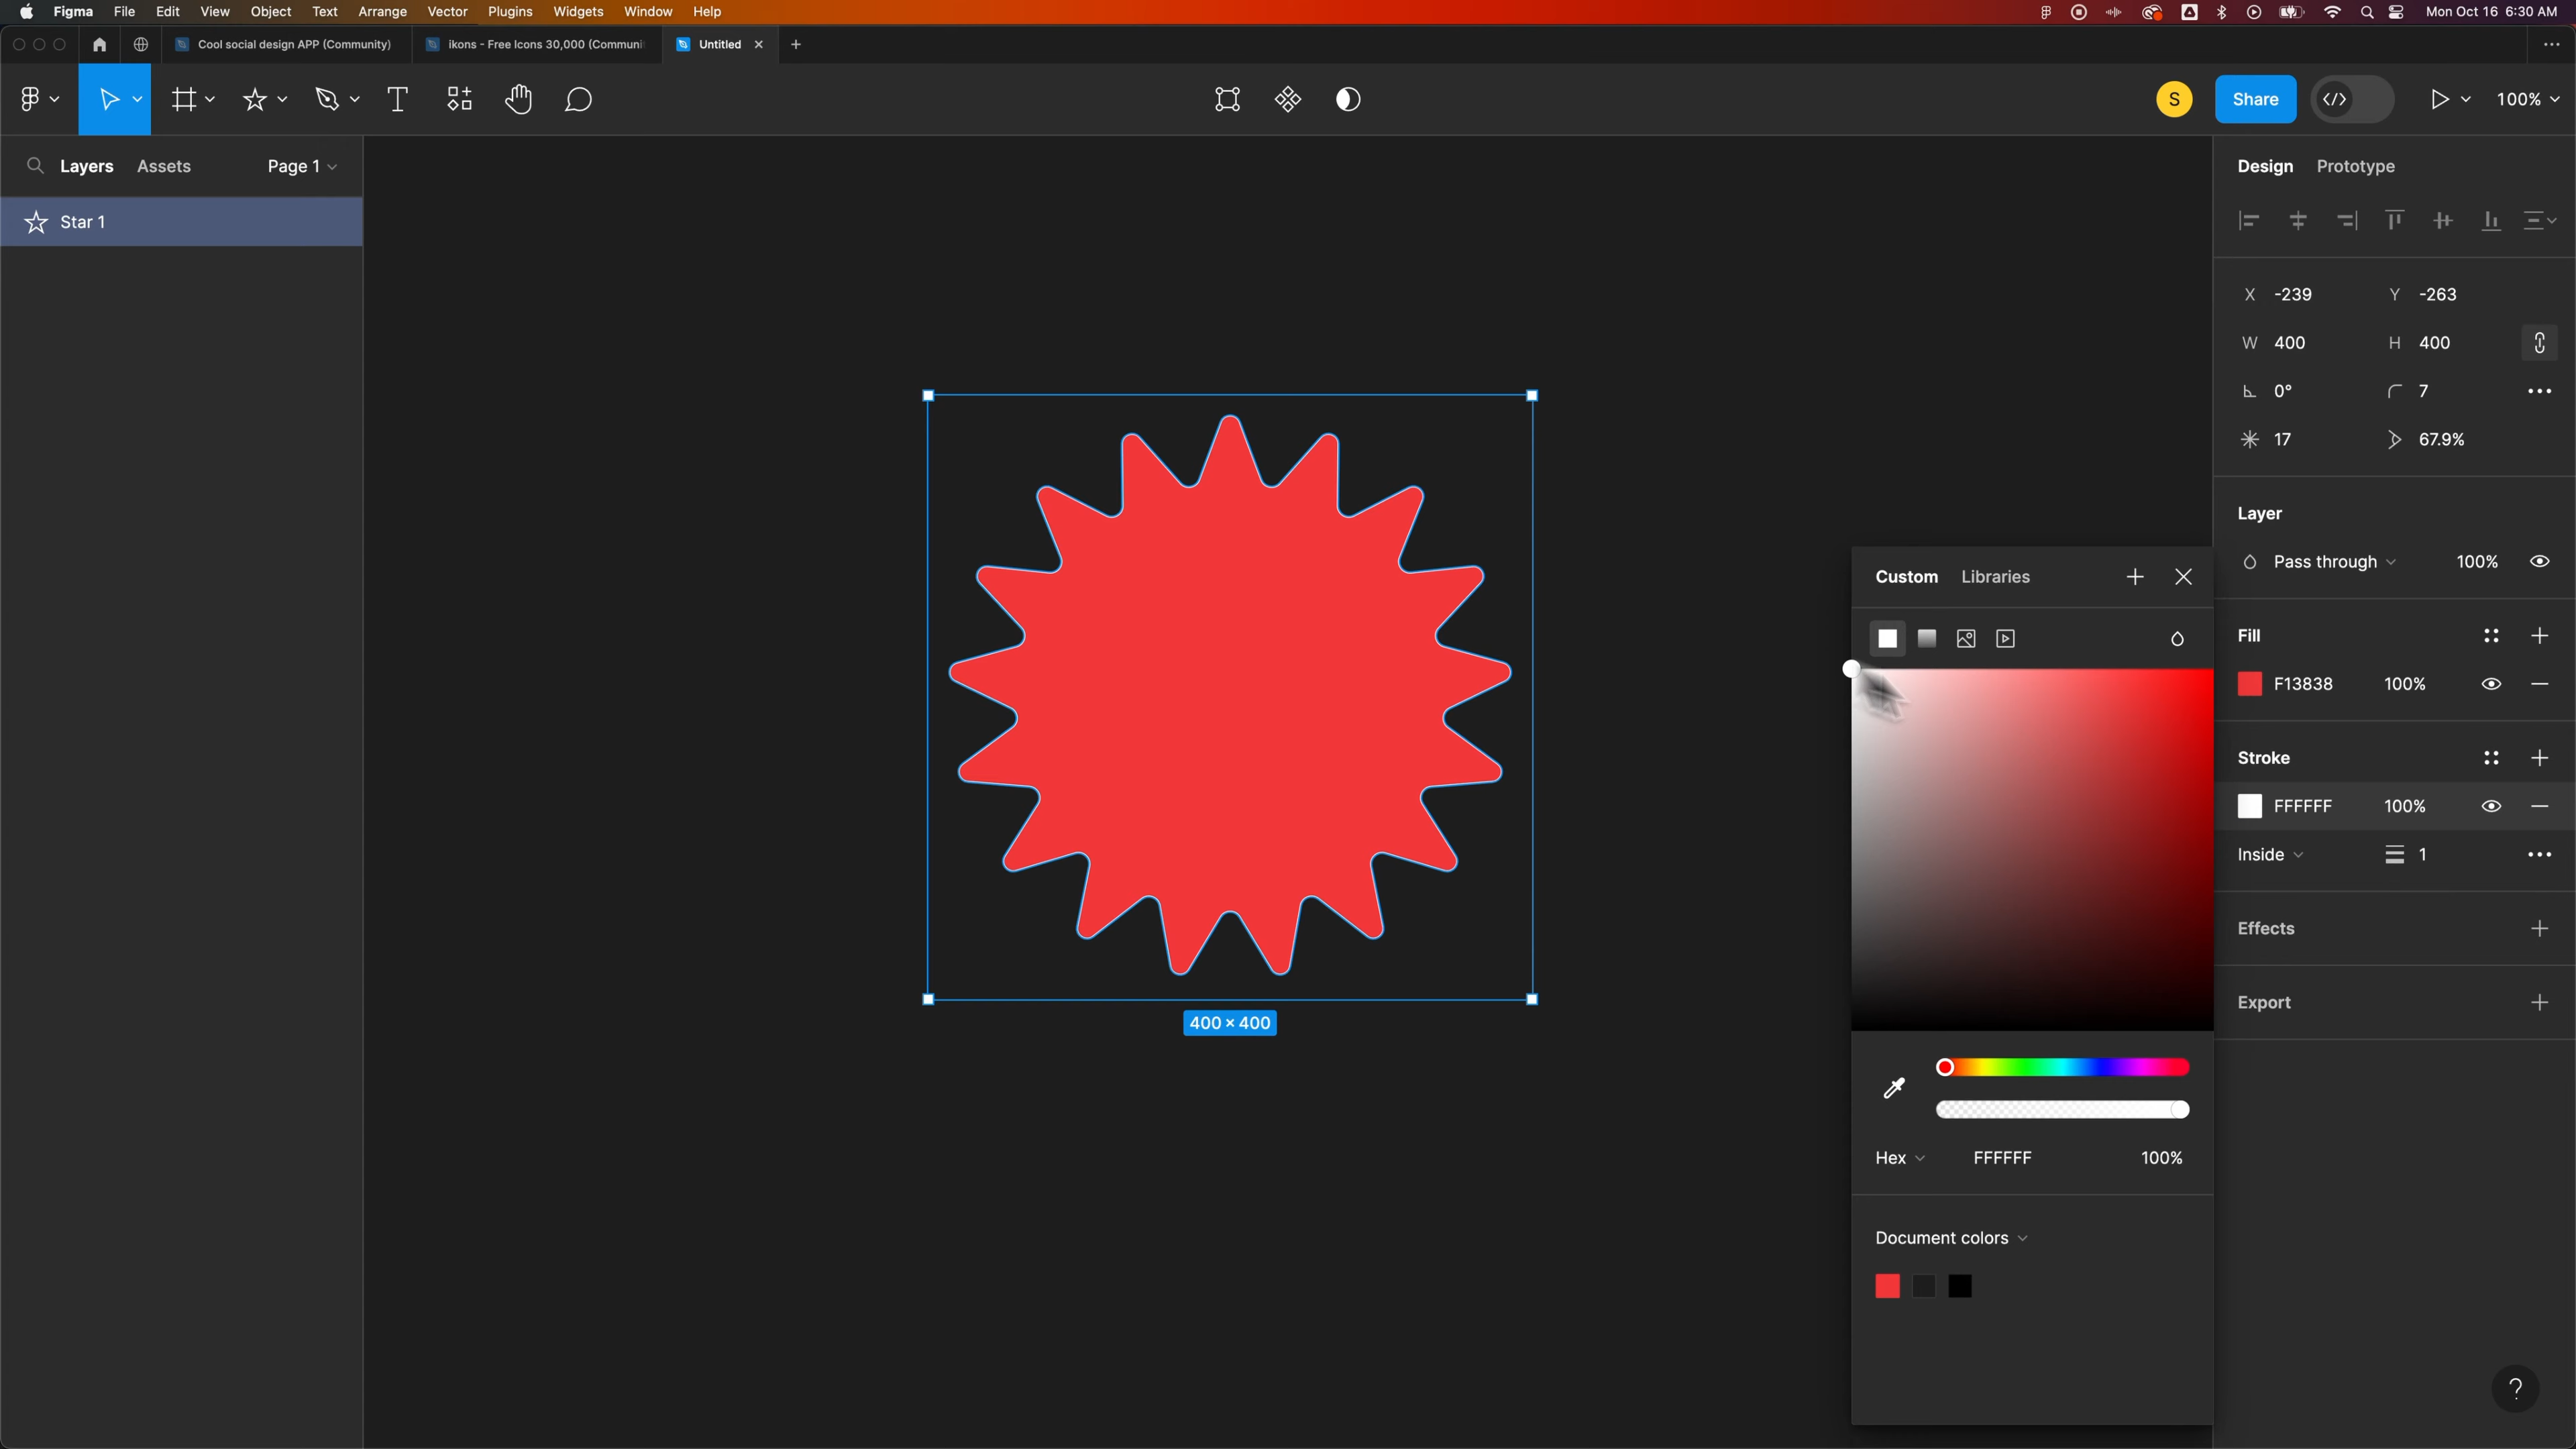 Figma File Edit View Object Text Arrange Vector Plugins Widgets Window Help Mon Oct 16 6:30 AM
Cool social design APP (Community) ikons - Free Icons 30,000 (Communi Untitled
S Share 100%
Layers Assets Page 1
Star 1
400 × 400
Design Prototype
X -239 Y -263
W 400 H 400
0° 7
17 67.9%
Layer
Pass through 100%
Fill
F13838 100%
Stroke
FFFFFF 100%
Inside 1
Effects
Export
Custom Libraries
Hex FFFFFF 100%
Document colors
?